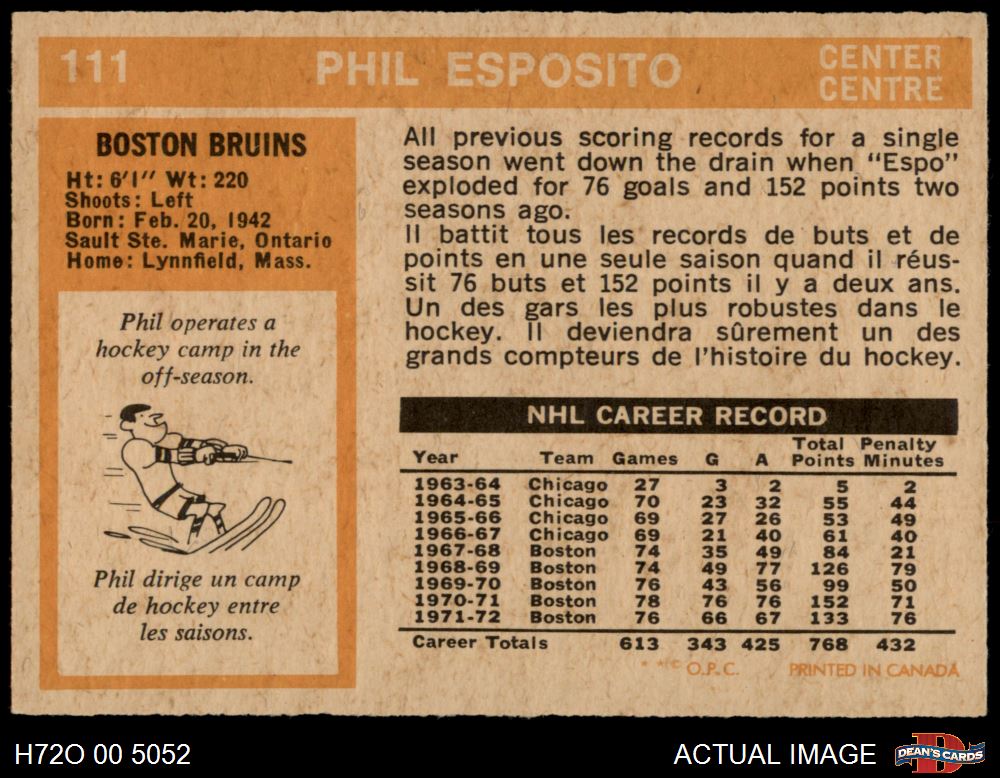 111 PHIL ESPOSITO CENTER
CENTRE
BOSTON BRUINS
Ht: 6'1" Wt: 220
Shoots: Left
Born: Feb. 20, 1942
Sault Ste. Marie, Ontario
Home: Lynnfield, Mass.
Phil operates a
hockey camp in the
off-season.
Phil dirige un camp
de hockey entre
les saisons.
All previous scoring records for a single
season went down the drain when "Espo"
exploded for 76 goals and 152 points two
seasons ago.
Il battit tous les records de buts et de
points en une seule saison quand il réus-
sit 76 buts et 152 points il y a deux ans.
Un des gars les plus robustes dans le
hockey. Il deviendra sûrement un des
grands compteurs de l'histoire du hockey.
NHL CAREER RECORD
Total Penalty
Year Team Games G A Points Minutes
1963-64 Chicago 27 3 2 5 2
1964-65 Chicago 70 23 32 55 44
1965-66 Chicago 69 27 26 53 49
1966-67 Chicago 69 21 40 61 40
1967-68 Boston 74 35 49 84 21
1968-69 Boston 74 49 77 126 79
1969-70 Boston 76 43 56 99 50
1970-71 Boston 78 76 76 152 71
1971-72 Boston 76 66 67 133 76
Career Totals 613 343 425 768 432
* * © O.P.C. PRINTED IN CANADA
H72O 00 5052 ACTUAL IMAGE DEAN'S CARDS